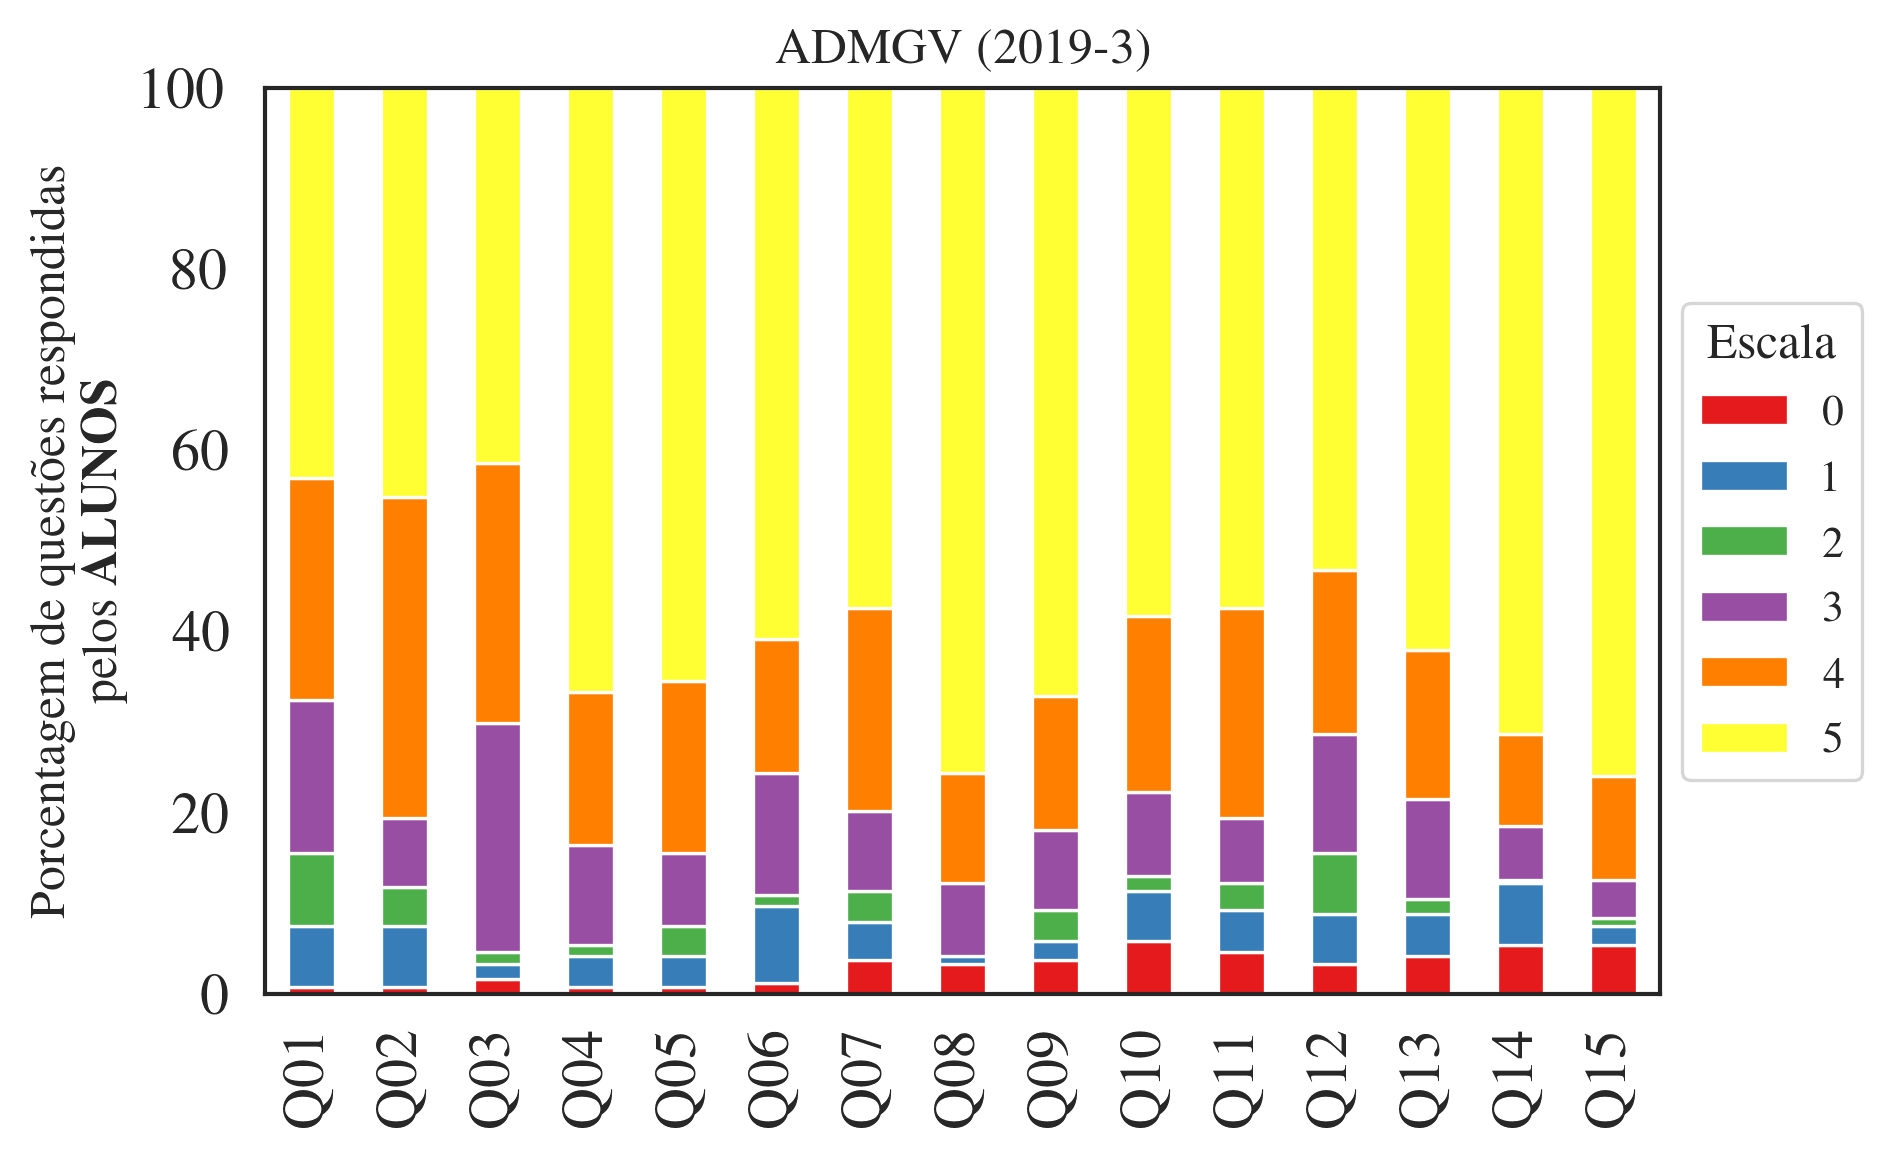 ADMGV (2019-3)
Porcentagem de questões respondidas
pelos ALUNOS
100
80
60
40
20
0
Q01
Q02
Q03
Q04
Q05
Q06
Q07
Q08
Q09
Q10
Q11
Q12
Q13
Q14
Q15
Escala
0
1
2
3
4
5